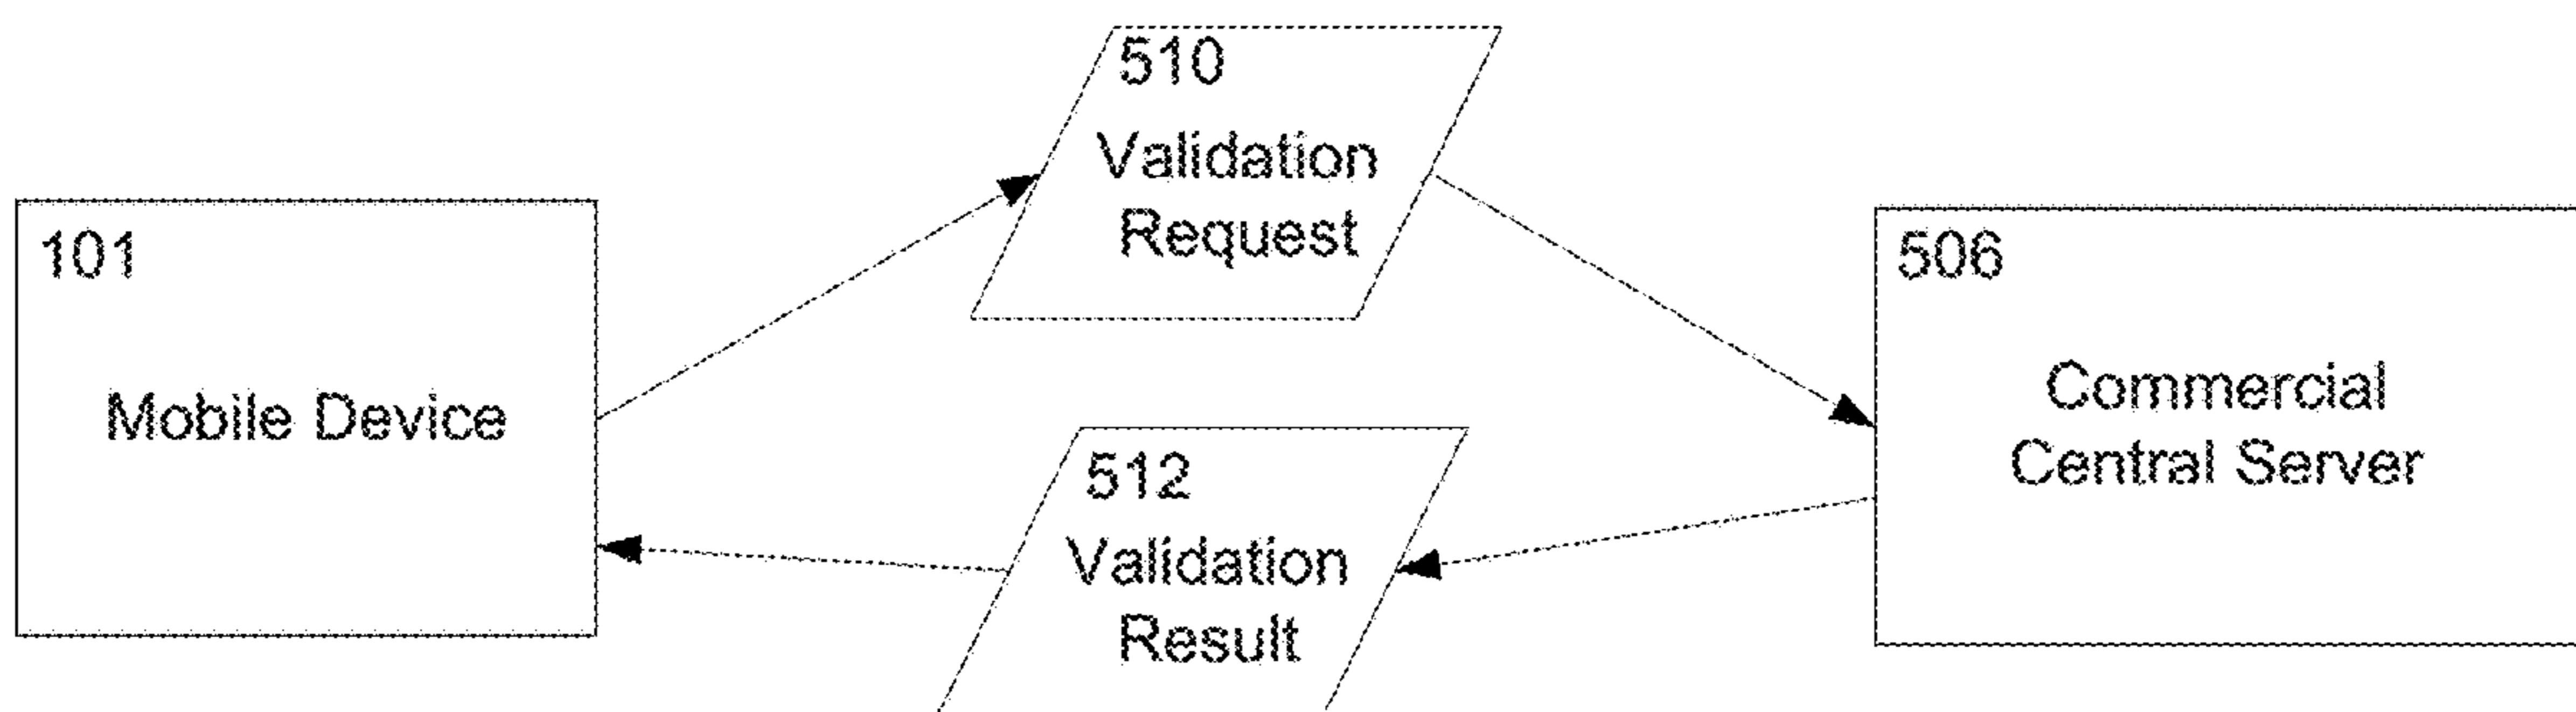 510
Validation
Request
101
Mobile Device
506
Commercial
Central Server
512
Validation
Result